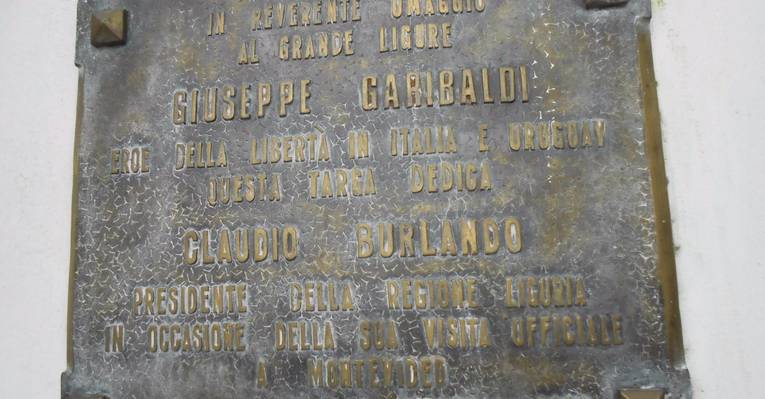 IN REVERENTE OMAGGIO
AL GRANDE LIGURE
GIUSEPPE GARIBALDI
EROE DELLA LIBERTÀ IN ITALIA E URUGUAY
QUESTA TARGA DEDICA
CLAUDIO BURLANDO
PRESIDENTE DELLA REGIONE LIGURIA
IN OCCASIONE DELLA SUA VISITA UFFICIALE
A MONTEVIDEO